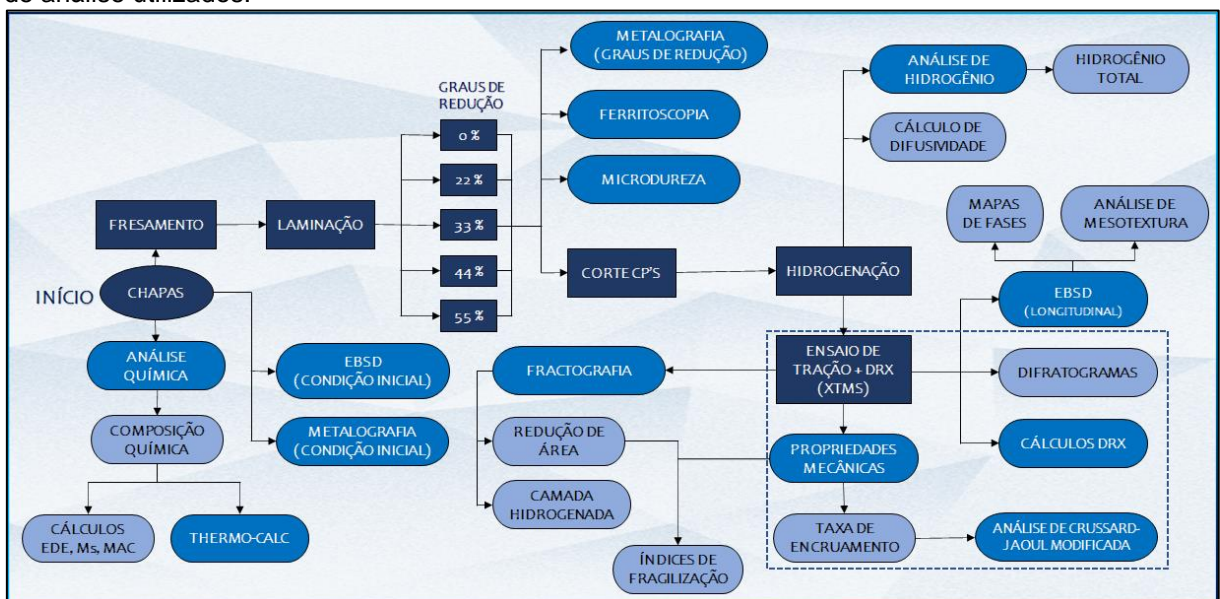 de análise utilizados.
METALOGRAFIA
(GRAUS DE REDUÇÃO)
ANÁLISE DE
HIDROGÊNIO
HIDROGÊNIO
TOTAL
GRAUS DE
REDUÇÃO
FERRITOSCOPIA
CÁLCULO DE
DIFUSIVIDADE
0 %
22 %
33 %
44 %
55 %
MICRODUREZA
MAPAS
DE FASES
ANÁLISE DE
MESOTEXTURA
FRESAMENTO
LAMINAÇÃO
CORTE CP'S
HIDROGENAÇÃO
INÍCIO
CHAPAS
EBSD
(LONGITUDINAL)
ANÁLISE
QUÍMICA
EBSD
(CONDIÇÃO INICIAL)
FRACTOGRAFIA
ENSAIO DE
TRAÇÃO + DRX
(XTMS)
DIFRATOGRAMAS
COMPOSIÇÃO
QUÍMICA
METALOGRAFIA
(CONDIÇÃO INICIAL)
REDUÇÃO DE
ÁREA
PROPRIEDADES
MECÂNICAS
CÁLCULOS DRX
CAMADA
HIDROGENADA
CÁLCULOS
EDE, Ms, MAC
THERMO-CALC
ÍNDICES DE
FRAGILIZAÇÃO
TAXA DE
ENCRUAMENTO
ANÁLISE DE CRUSSARD-
JAOUL MODIFICADA